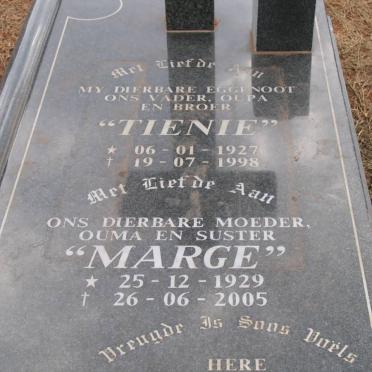 Met Liefde Aan
MY DIERBARE EGGENOOT
ONS VADER, OUPA
EN BROER
"TIENIE"
★ 06 - 01 - 1927
† 19 - 07 - 1998
Met Liefde Aan
ONS DIERBARE MOEDER,
OUMA EN SUSTER
"MARGE"
★ 25 - 12 - 1929
† 26 - 06 - 2005
Vreugde Is Soos Voëls
HERE